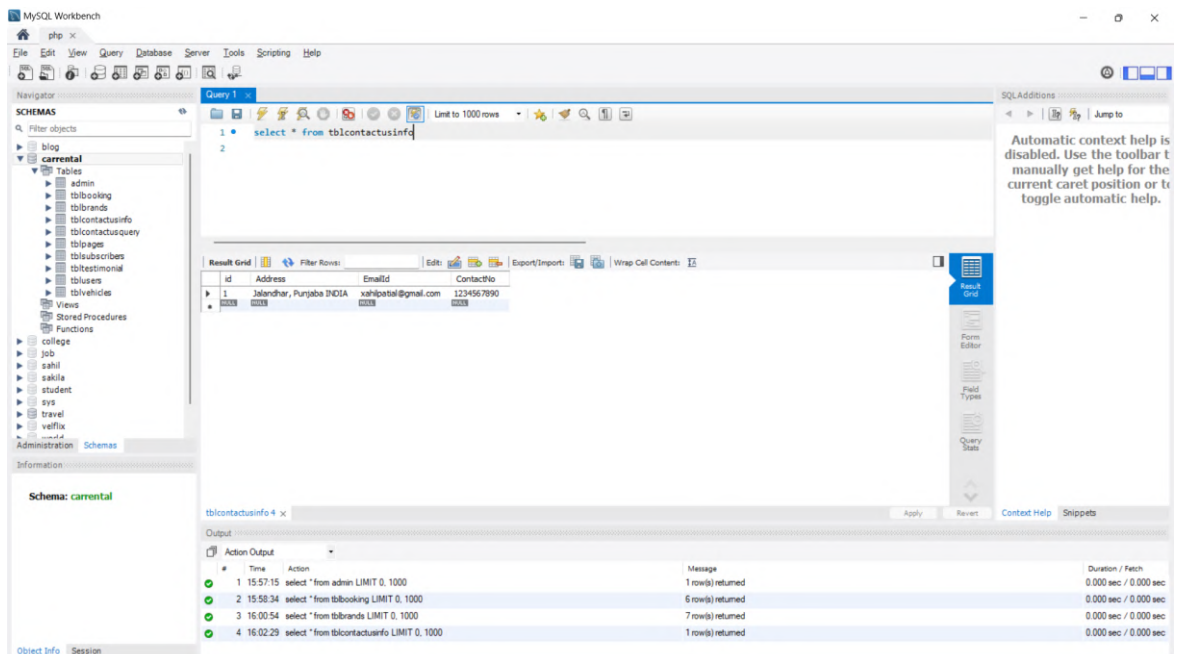 MySQL Workbench
php ×
File Edit View Query Database Server Tools Scripting Help
Navigator
SCHEMAS
Filter objects
blog
carrental
Tables
admin
tblbooking
tblbrands
tblcontactusinfo
tblcontactusquery
tblpages
tblsubscribers
tbltestimonial
tblusers
tblvehicles
Views
Stored Procedures
Functions
college
job
sahil
sakila
student
sys
travel
velflix
world
Administration Schemas
Information
Schema: carrental
Object Info Session
Query 1 ×
Limit to 1000 rows
1 select * from tblcontactusinfo
2
Result Grid Filter Rows: Edit: Export/Import: Wrap Cell Content:
id Address EmailId ContactNo
1 Jalandhar, Punjaba INDIA xahilpatial@gmail.com 1234567890
NULL NULL NULL NULL
Result Grid
Form Editor
Field Types
Query Stats
tblcontactusinfo 4 × Apply Revert
SQLAdditions
Jump to
Automatic context help is
disabled. Use the toolbar t
manually get help for the
current caret position or to
toggle automatic help.
Context Help Snippets
Output
Action Output
# Time Action Message Duration / Fetch
1 15:57:15 select * from admin LIMIT 0, 1000 1 row(s) returned 0.000 sec / 0.000 sec
2 15:58:34 select * from tblbooking LIMIT 0, 1000 6 row(s) returned 0.000 sec / 0.000 sec
3 16:00:54 select * from tblbrands LIMIT 0, 1000 7 row(s) returned 0.000 sec / 0.000 sec
4 16:02:29 select * from tblcontactusinfo LIMIT 0, 1000 1 row(s) returned 0.000 sec / 0.000 sec